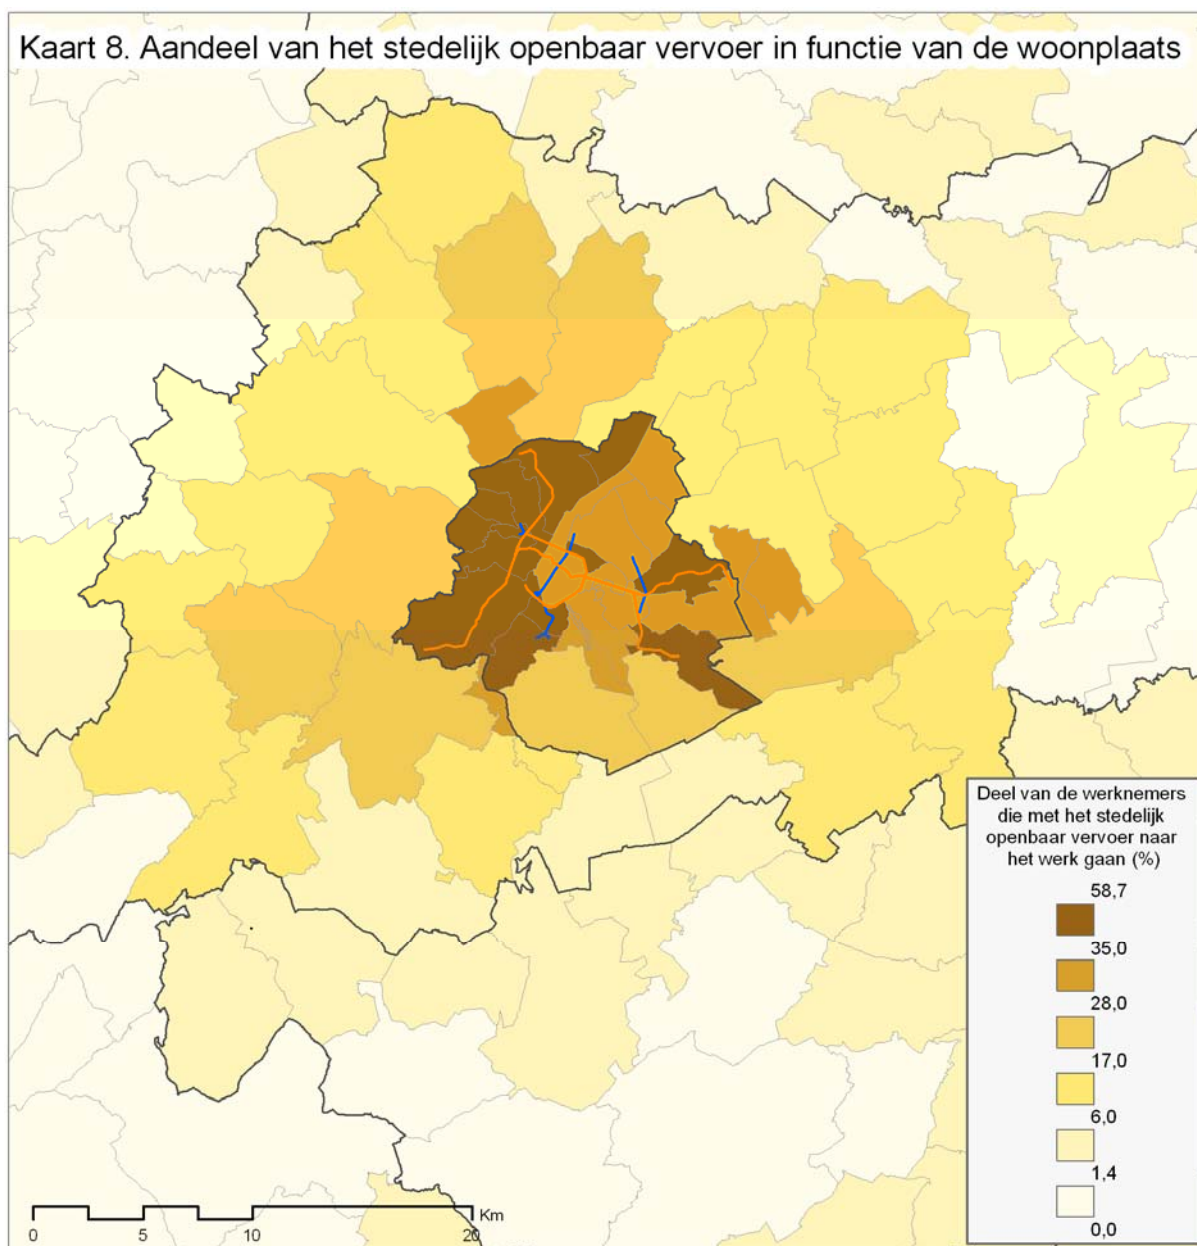 Kaart 8. Aandeel van het stedelijk openbaar vervoer in functie van de woonplaats
Deel van de werknemers
die met het stedelijk
openbaar vervoer naar
het werk gaan (%)
58,7
35,0
28,0
17,0
6,0
1,4
0,0
Km
0 5 10 20